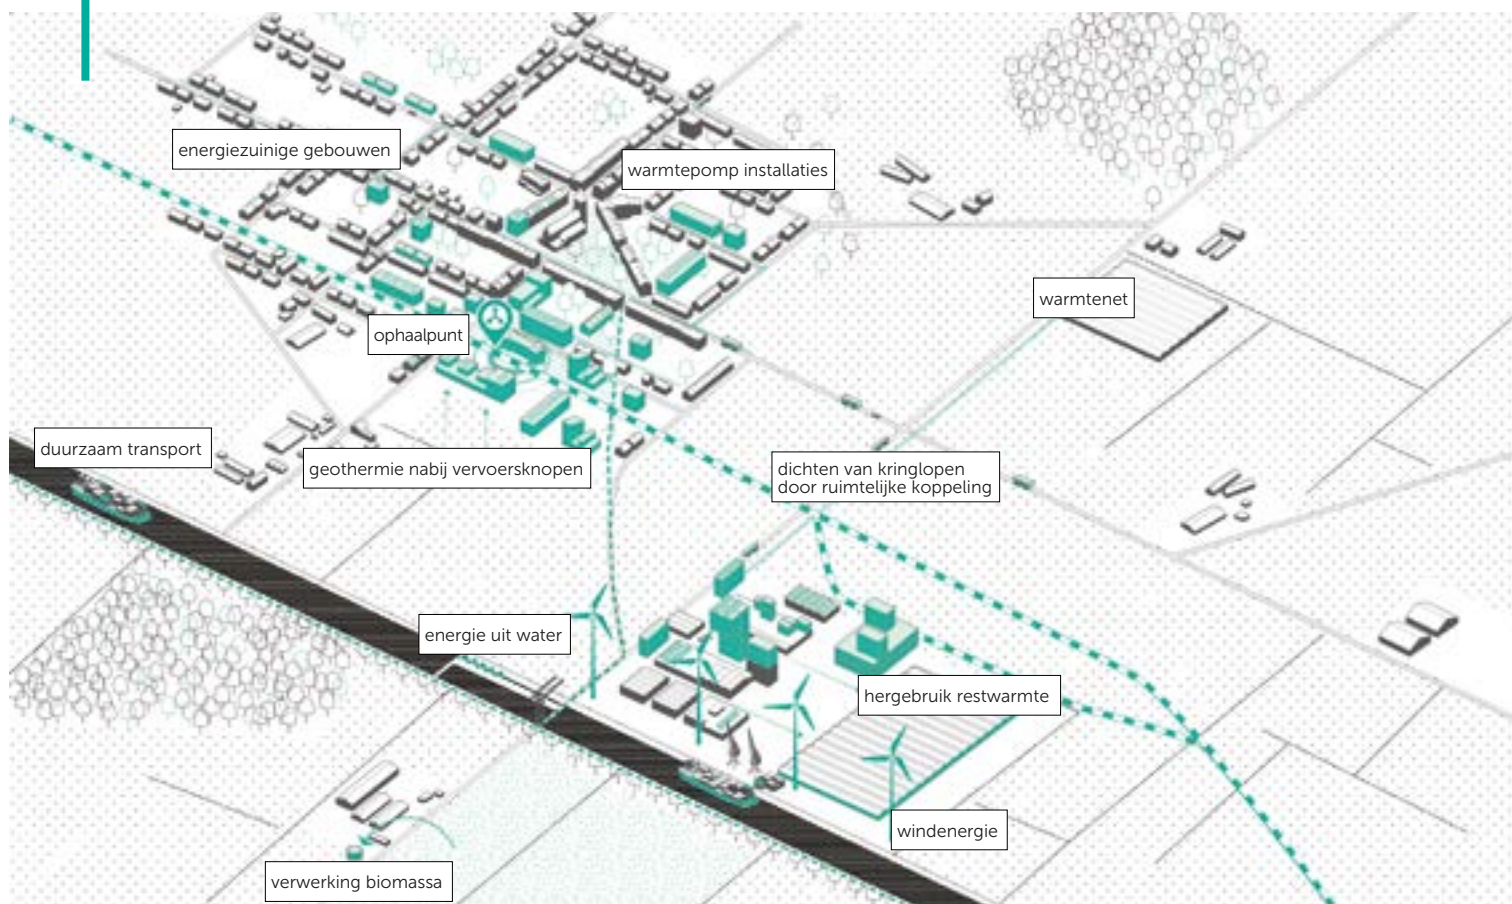 energiezuinige gebouwen
warmtepomp installaties
warmtenet
ophaalpunt
duurzaam transport
geothermie nabij vervoersknopen
dichten van kringlopen
door ruimtelijke koppeling
energie uit water
hergebruik restwarmte
windenergie
verwerking biomassa